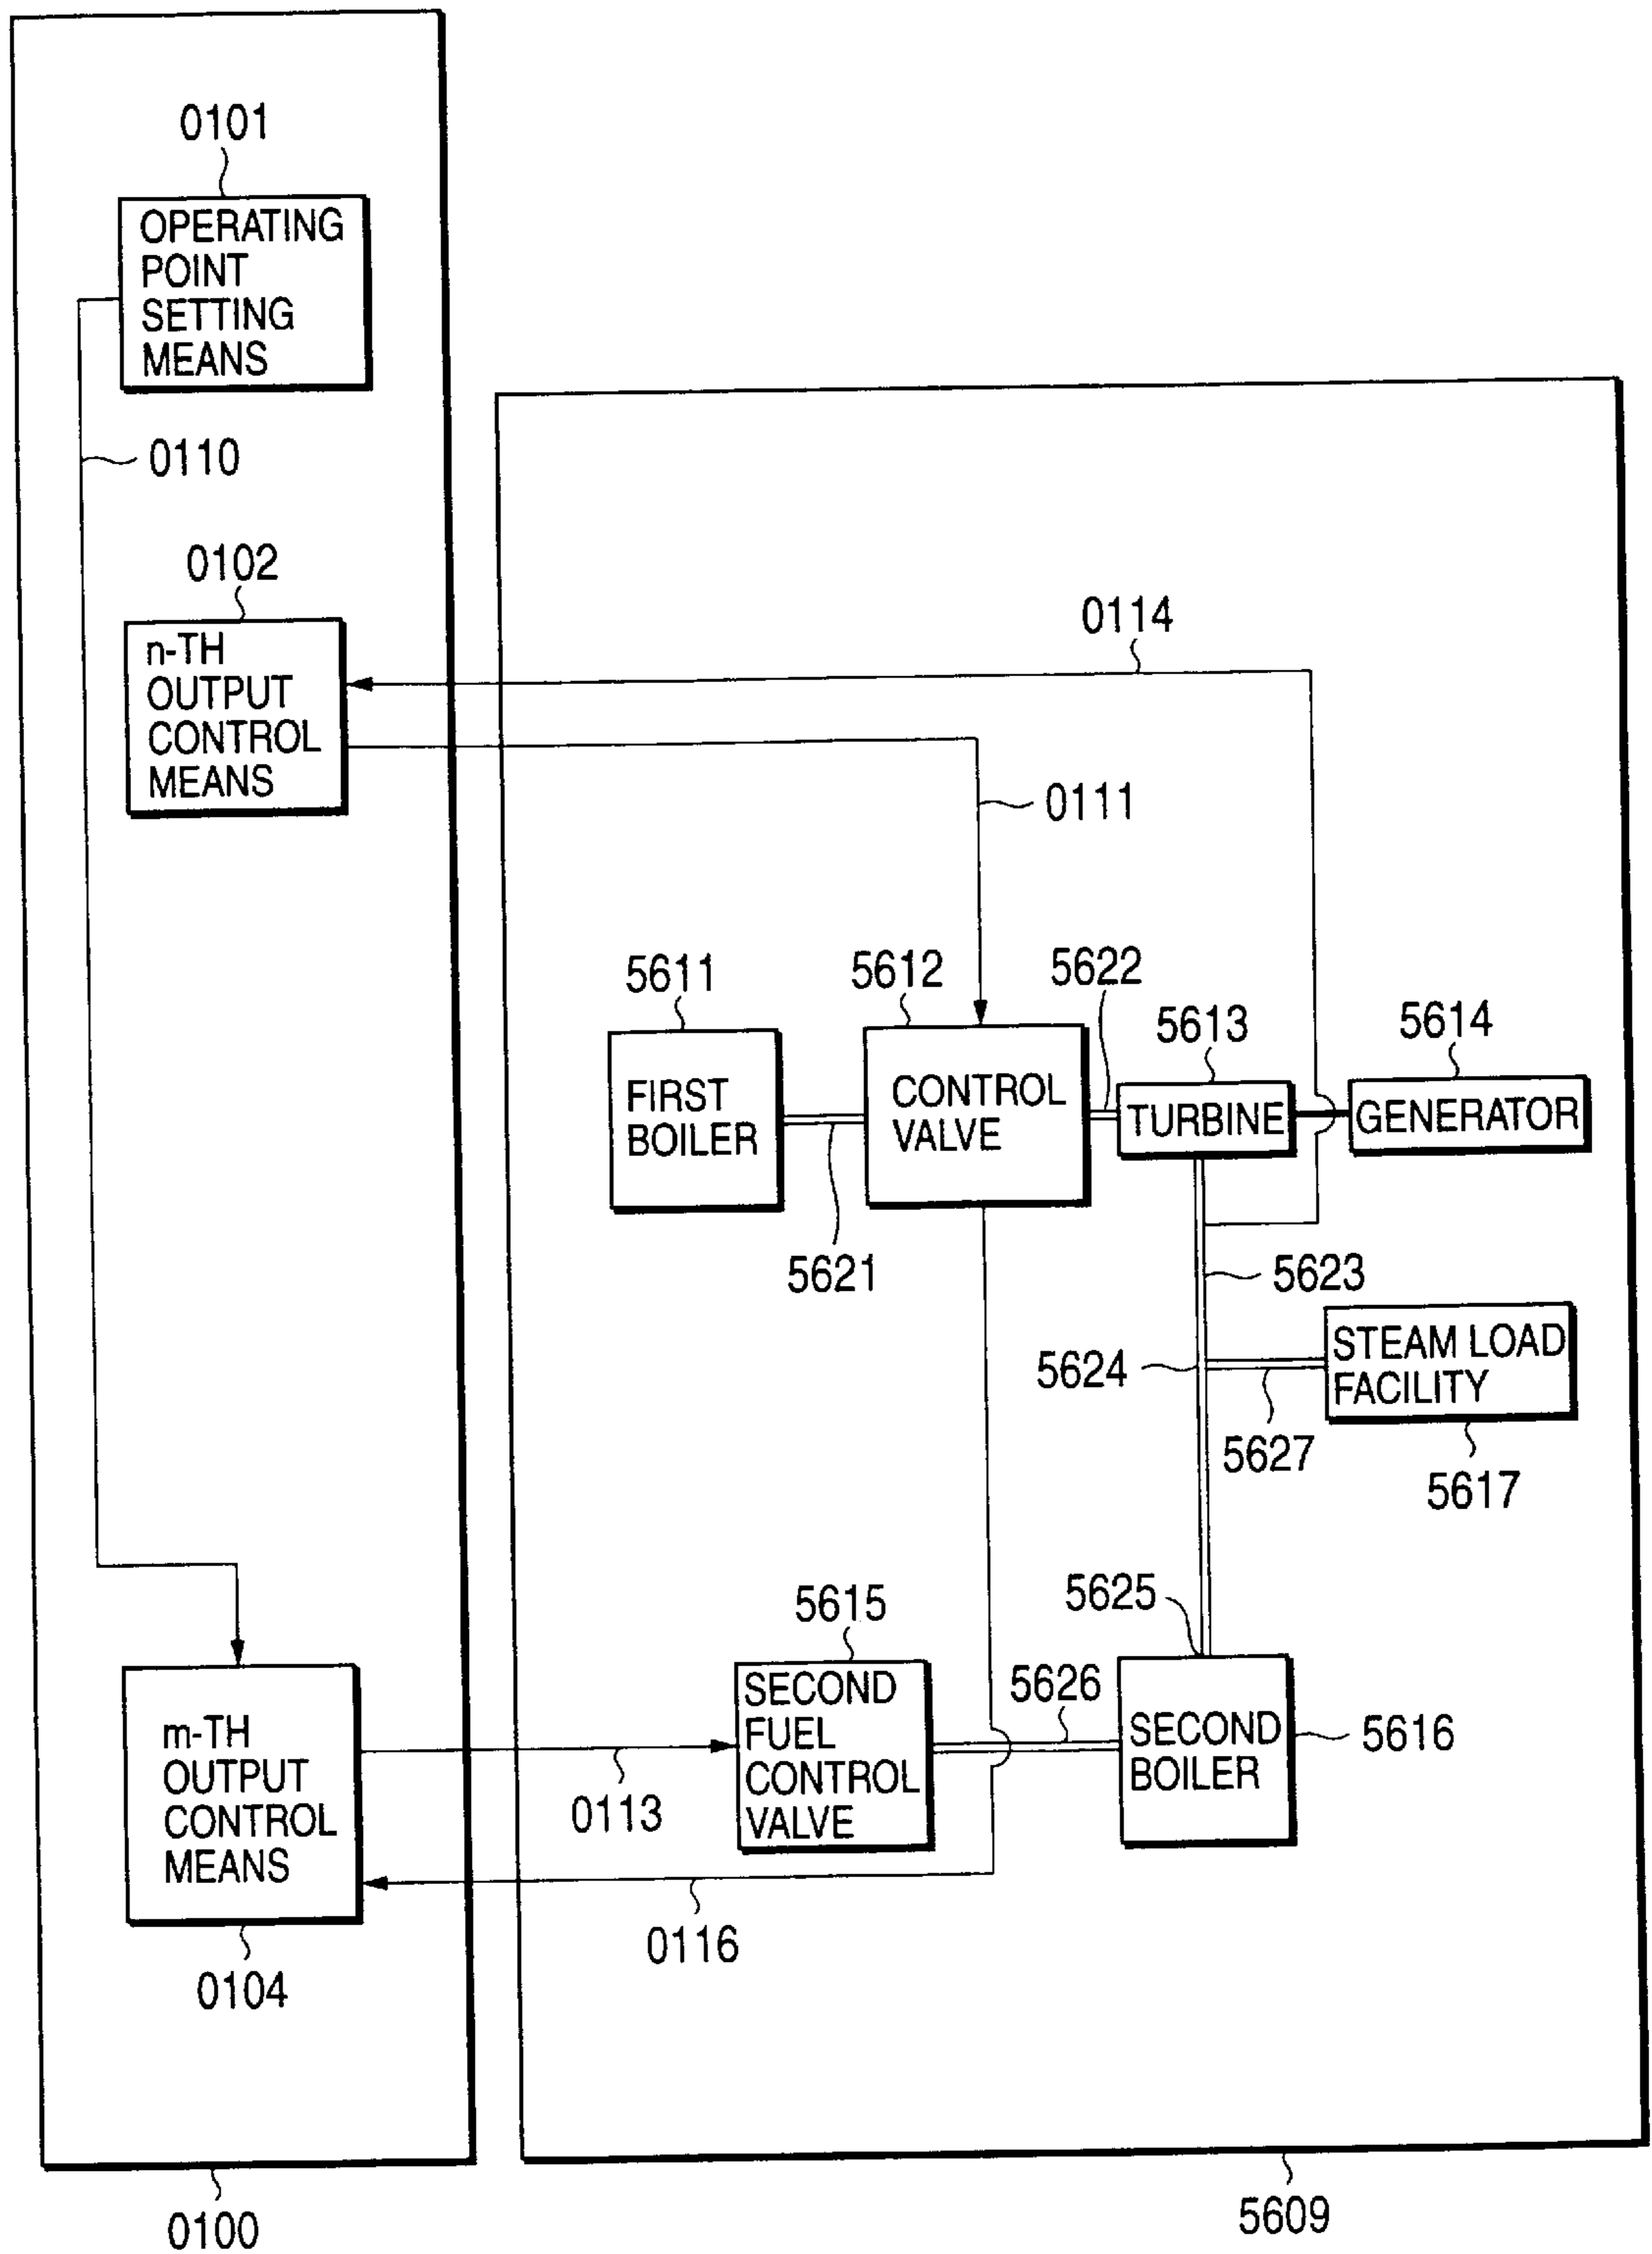 0101
OPERATING
POINT
SETTING
MEANS
0110
0102
n-TH
OUTPUT
CONTROL
MEANS
0114
0111
5611
5612
5622
5613
5614
FIRST
BOILER
CONTROL
VALVE
TURBINE
GENERATOR
5621
5623
5624
STEAM LOAD
FACILITY
5627
5617
5615
5625
SECOND
FUEL
CONTROL
VALVE
5626
SECOND
BOILER
5616
m-TH
OUTPUT
CONTROL
MEANS
0113
0116
0104
0100
5609